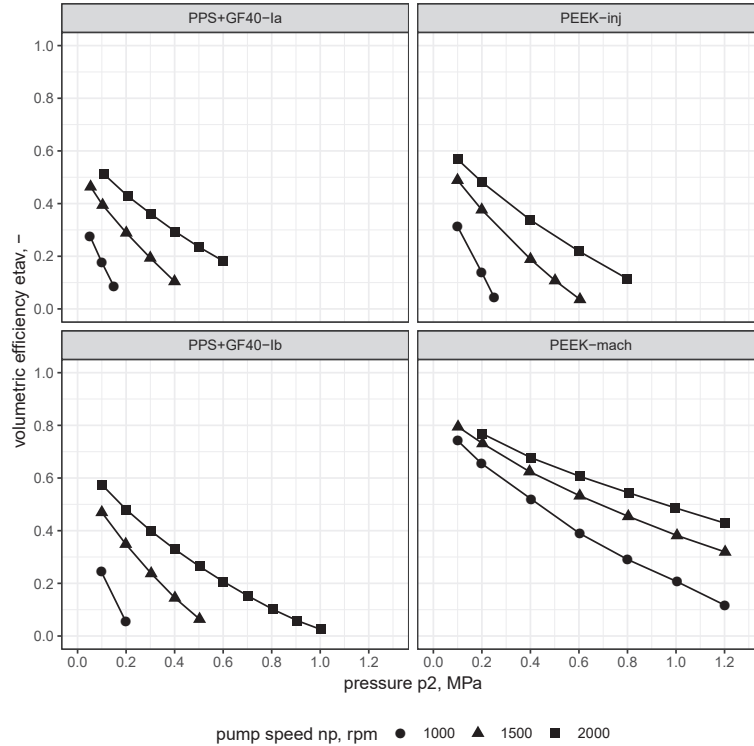 PPS+GF40−Ia
PEEK−inj
1.0
0.8
0.6
0.4
0.2
0.0
PPS+GF40−Ib
PEEK−mach
1.0
0.8
0.6
0.4
0.2
0.0
volumetric efficiency etav, −
0.0 0.2 0.4 0.6 0.8 1.0 1.2
0.0 0.2 0.4 0.6 0.8 1.0 1.2
pressure p2, MPa
pump speed np, rpm 1000 1500 2000